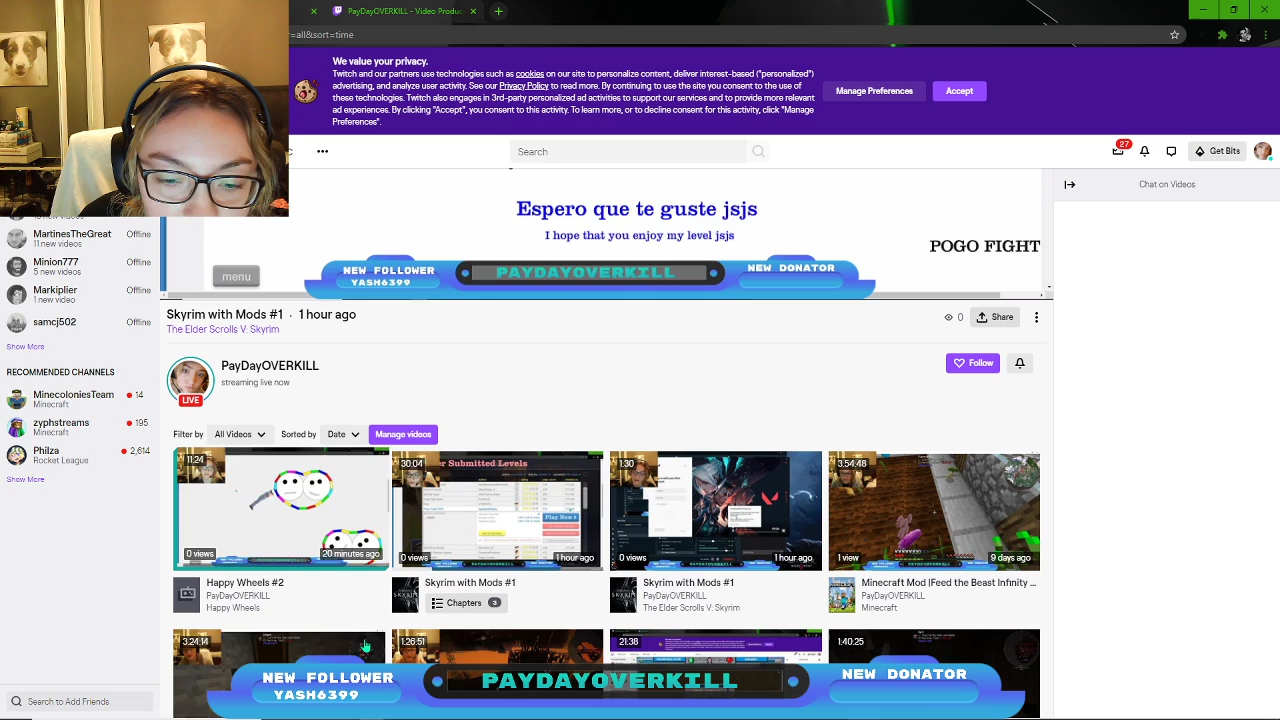 PayDayOVERKILL - Video Produc
=all&sort=time
We value your privacy.
Twitch and our partners use technologies such as cookies on our site to personalize content, deliver interest-based ("personalized")
advertising, and analyze user activity. See our Privacy Policy to read more. By continuing to use the site you consent to the use of
these technologies. Twitch also engages in 3rd-party personalized ad activities to support our services and to provide more relevant
ad experiences. By clicking "Accept", you consent to this activity. To learn more, or to decline consent for this activity, click "Manage
Preferences".
Manage Preferences
Accept
Search
27
Get Bits
Chat on Videos
Espero que te guste jsjs
I hope that you enjoy my level jsjs
POGO FIGHT
menu
NEW FOLLOWER
YASH6399
PAYDAYOVERKILL
NEW DONATOR
MartinesTheGreat
11 new videos
Offline
Minion777
5 new videos
Offline
Markiplier
1 new video
Offline
samcj502
Offline
Show More
RECOMMENDED CHANNELS
MinecoloniesTeam
Minecraft
14
zyphstreams
Minecraft
195
Philza
Rocket League
2,614
Show More
Search to Add Friends
Skyrim with Mods #1 · 1 hour ago
The Elder Scrolls V: Skyrim
0
Share
PayDayOVERKILL
streaming live now
LIVE
Follow
Filter by
All Videos
Sorted by
Date
Manage videos
11:24
0 views
20 minutes ago
Happy Wheels #2
PayDayOVERKILL
Happy Wheels
30:04
er Submitted Levels
Play Now
0 views
1 hour ago
Skyrim with Mods #1
Chapters
3
1:30
0 views
1 hour ago
Skyrim with Mods #1
PayDayOVERKILL
The Elder Scrolls V: Skyrim
3:54:48
1 view
9 days ago
Minecraft Mod |Feed the Beast Infinity ...
PayDayOVERKILL
Minecraft
3:24:14
1:26:51
21:38
1:40:25
NEW FOLLOWER
YASH6399
PAYDAYOVERKILL
NEW DONATOR